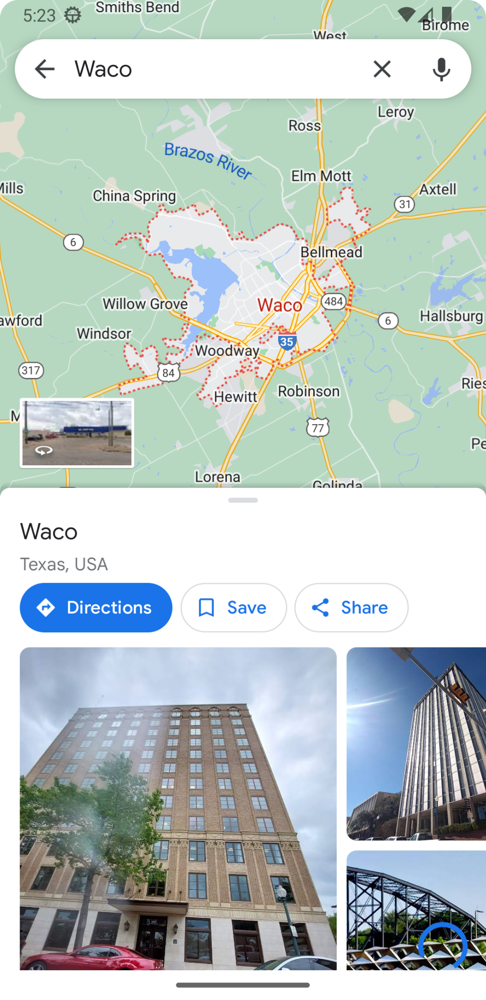 5:23
Smiths Bend
Birome
West
Waco
Leroy
Ross
Brazos River
Elm Mott
Axtell
Mills
China Spring
31
6
Bellmead
Willow Grove
Waco
484
awford
6
Hallsburg
Windsor
35
Woodway
317
84
Hewitt
Robinson
Ries
M
77
Pe
Lorena
Golinda
Waco
Texas, USA
Directions
Save
Share